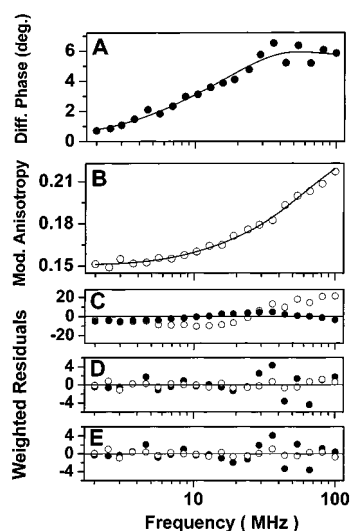 A
Diff. Phase (deg.)
6
4
2
0
B
Mod. Anisotropy
0.21
0.18
0.15
C
20
0
-20
Weighted Residuals
D
4
0
-4
E
4
0
-4
10
100
Frequency ( MHz )